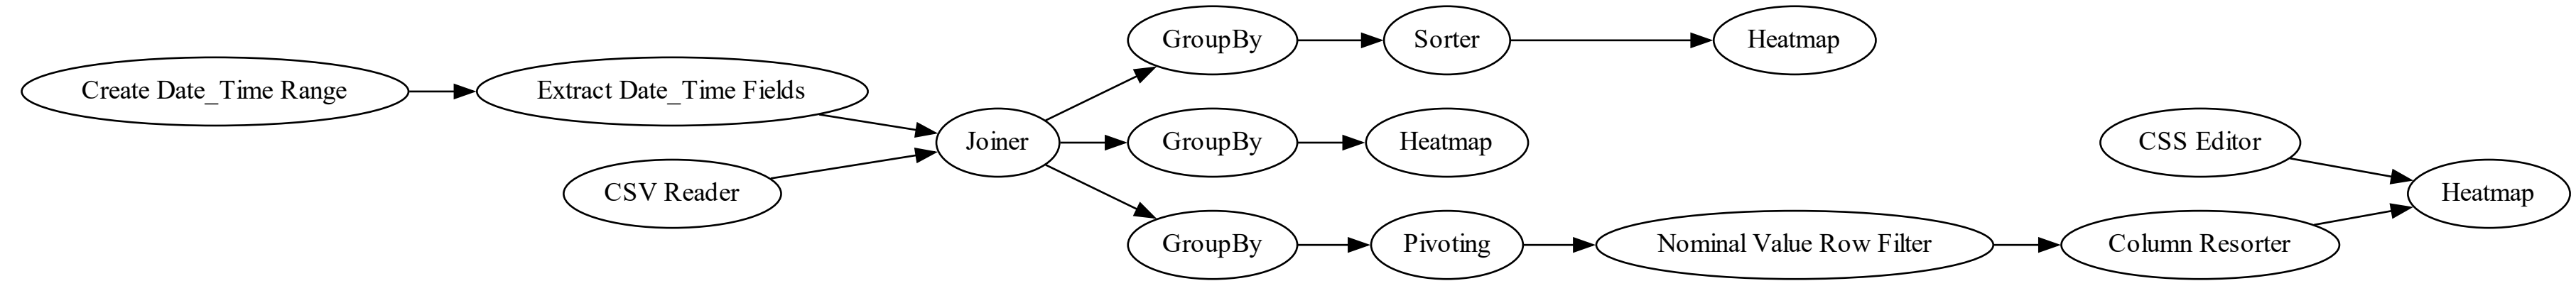 Create Date_Time Range
Extract Date_Time Fields
CSV Reader
Joiner
GroupBy
Sorter
Heatmap
GroupBy
Heatmap
GroupBy
Pivoting
Nominal Value Row Filter
Column Resorter
CSS Editor
Heatmap